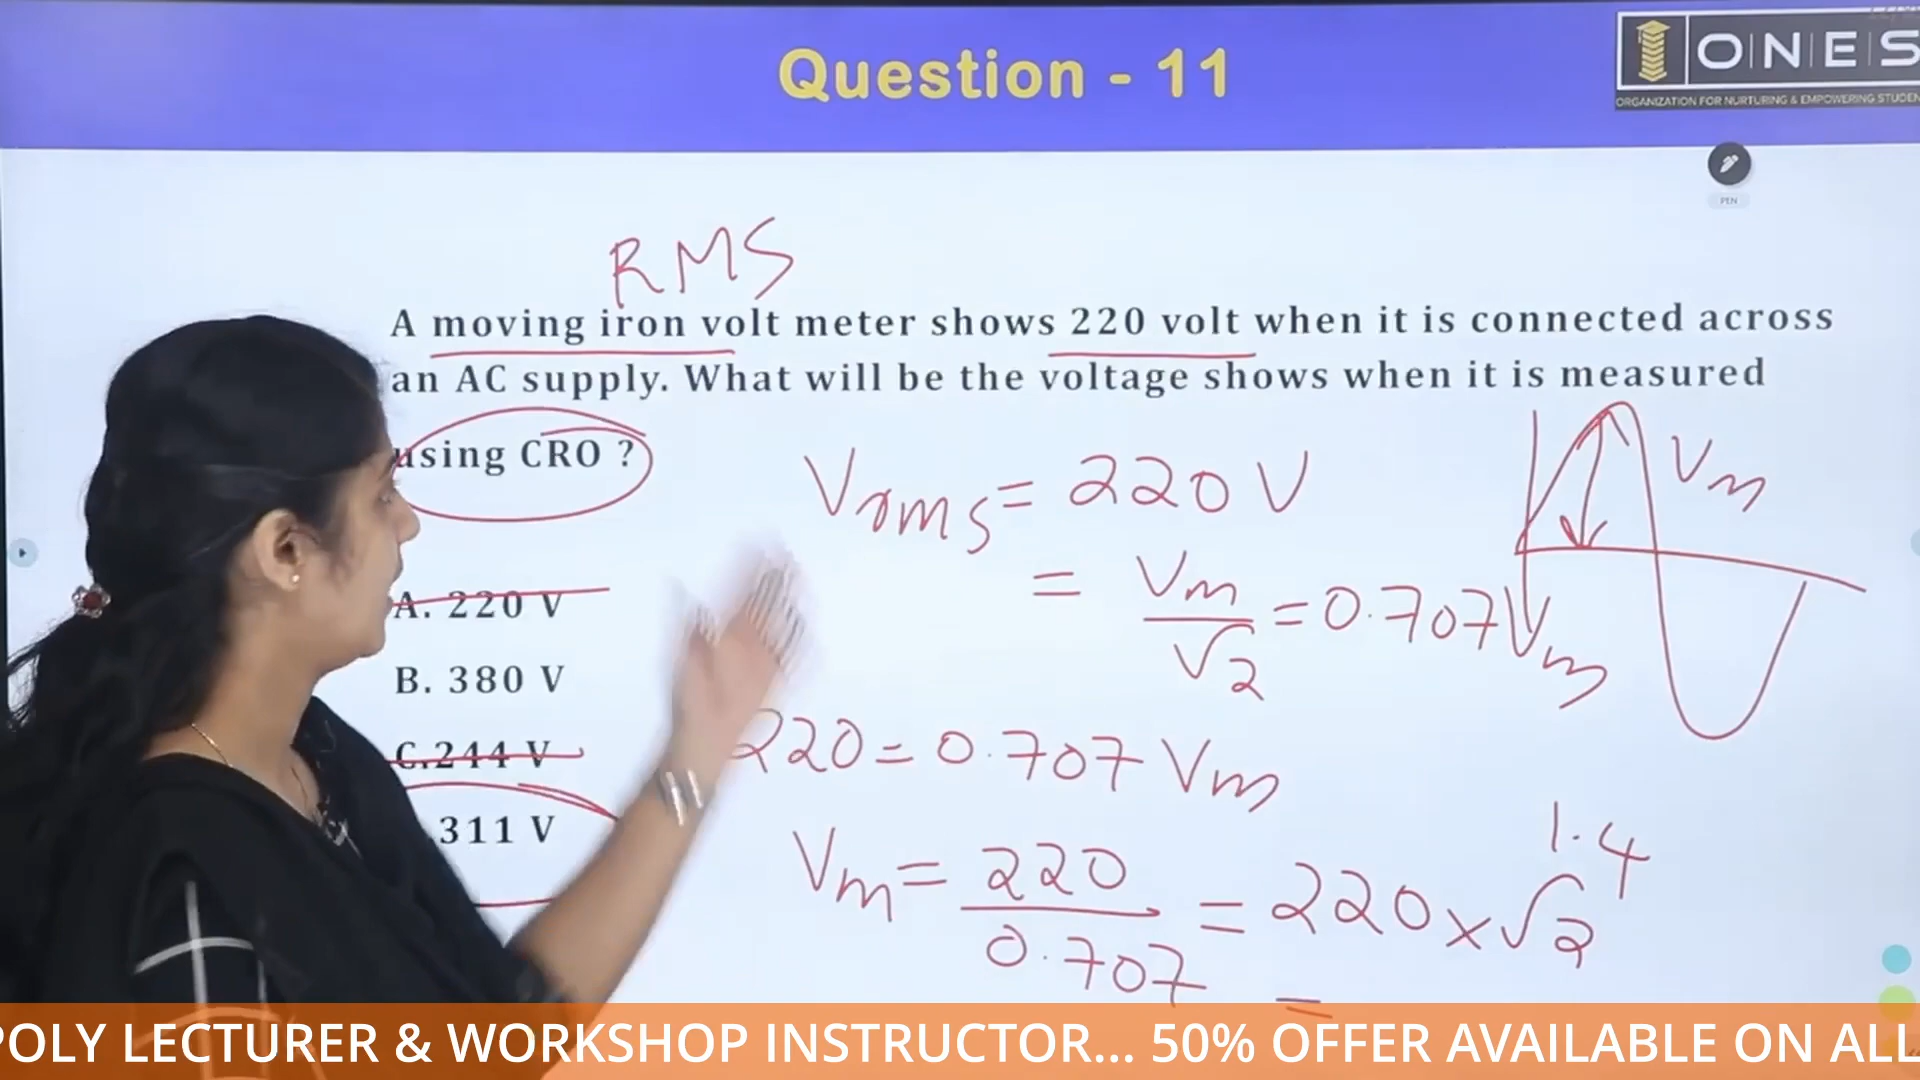 Question - 11
O|N|E|S
ORGANIZATION FOR NURTURING & EMPOWERING STUDEN
PEN
RMS
A moving iron volt meter shows 220 volt when it is connected across
an AC supply. What will be the voltage shows when it is measured
using CRO ?
Vrms = 220 V
Vm
= Vm/√2 = 0.707Vm
A. 220 V
B. 380 V
220 = 0.707 Vm
C.244 V
.311 V
Vm = 220/0.707 = 220 × √2
1.4
=
POLY LECTURER & WORKSHOP INSTRUCTOR... 50% OFFER AVAILABLE ON ALL